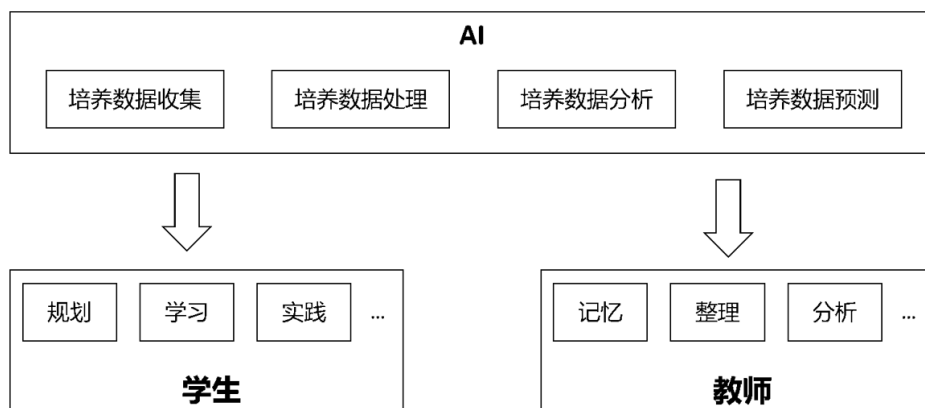 AI
培养数据收集 培养数据处理 培养数据分析 培养数据预测
规划 学习 实践 ... 记忆 整理 分析 ...
学生 教师